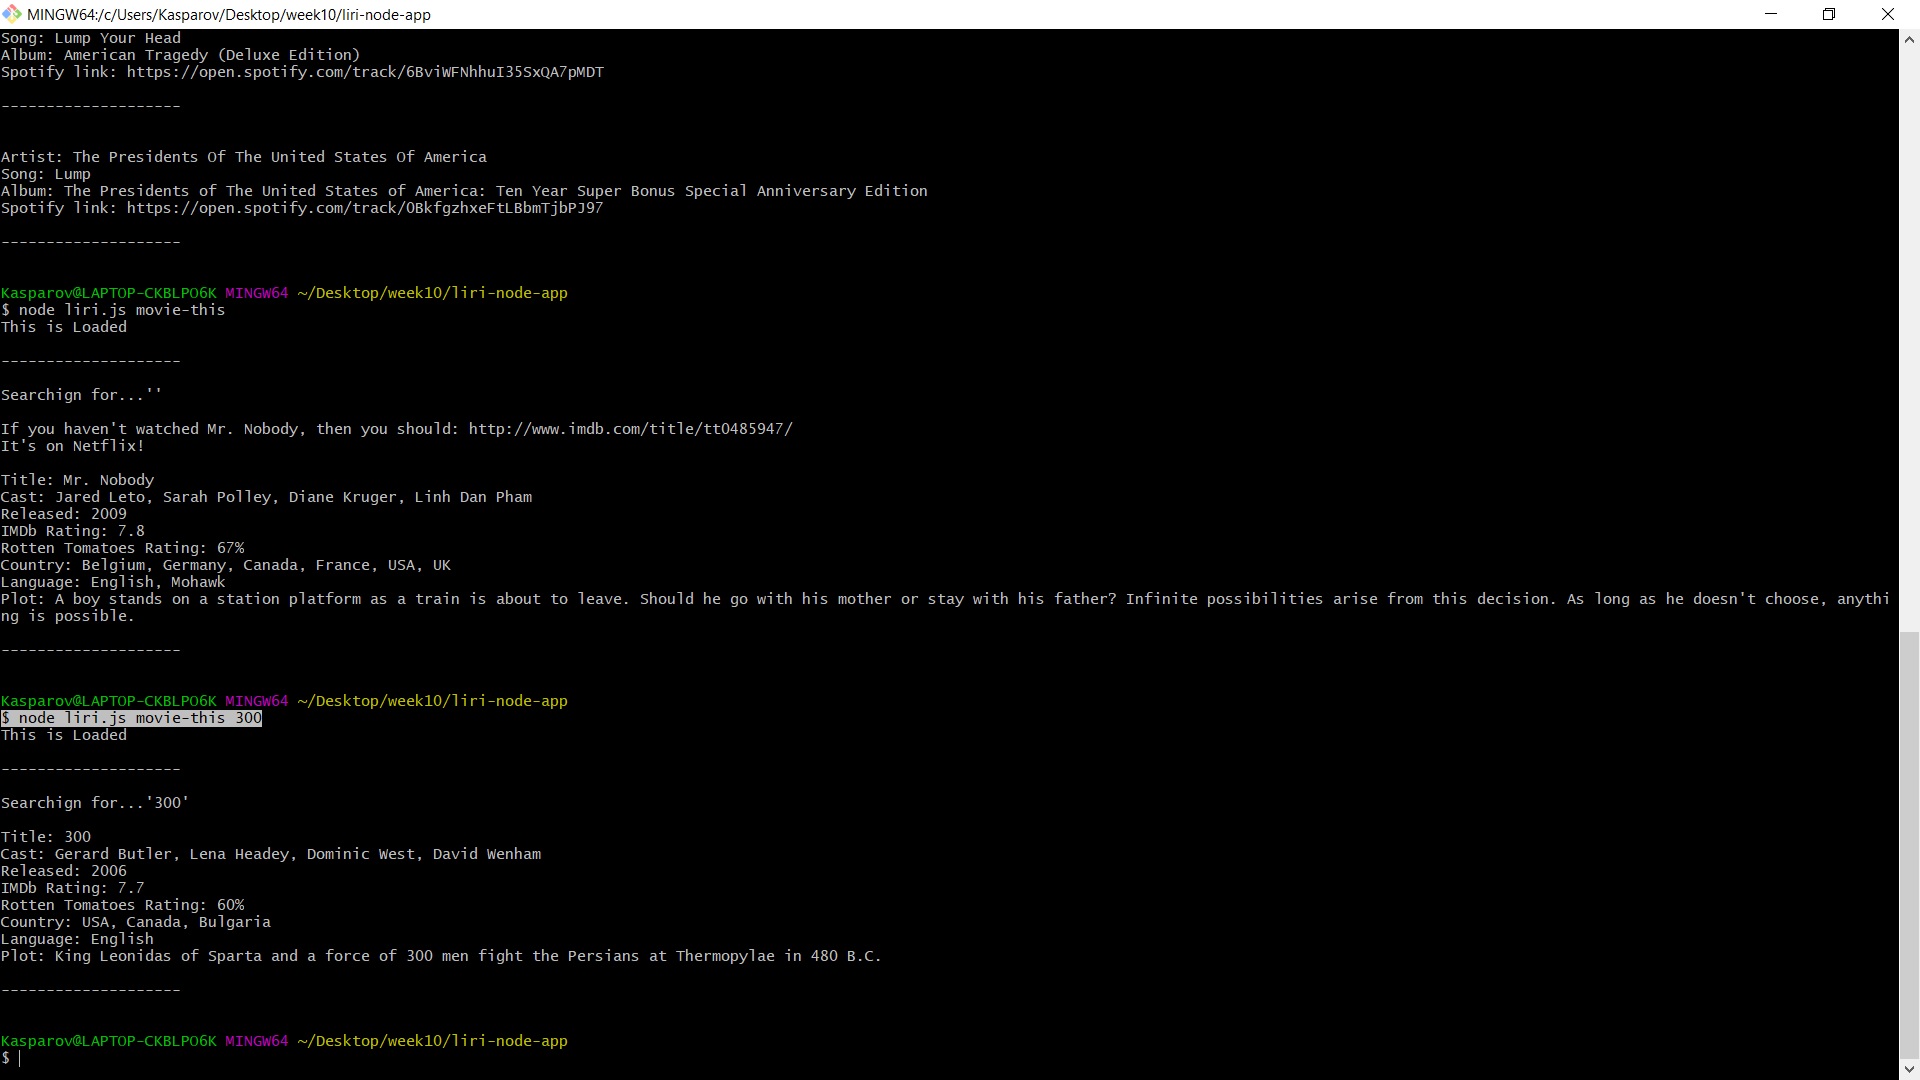 MINGW64:/c/Users/Kasparov/Desktop/week10/liri-node-app
Song: Lump Your Head
Album: American Tragedy (Deluxe Edition)
Spotify link: https://open.spotify.com/track/6BviWFNhhuI35SxQA7pMDT
--------------------
Artist: The Presidents Of The United States Of America
Song: Lump
Album: The Presidents of The United States of America: Ten Year Super Bonus Special Anniversary Edition
Spotify link: https://open.spotify.com/track/0BkfgzhxeFtLBbmTjbPJ97
--------------------
Kasparov@LAPTOP-CKBLPO6K MINGW64 ~/Desktop/week10/liri-node-app
$ node liri.js movie-this
This is Loaded
--------------------
Searchign for...''
If you haven't watched Mr. Nobody, then you should: http://www.imdb.com/title/tt0485947/
It's on Netflix!
Title: Mr. Nobody
Cast: Jared Leto, Sarah Polley, Diane Kruger, Linh Dan Pham
Released: 2009
IMDb Rating: 7.8
Rotten Tomatoes Rating: 67%
Country: Belgium, Germany, Canada, France, USA, UK
Language: English, Mohawk
Plot: A boy stands on a station platform as a train is about to leave. Should he go with his mother or stay with his father? Infinite possibilities arise from this decision. As long as he doesn't choose, anythi
ng is possible.
--------------------
Kasparov@LAPTOP-CKBLPO6K MINGW64 ~/Desktop/week10/liri-node-app
$ node liri.js movie-this 300
This is Loaded
--------------------
Searchign for...'300'
Title: 300
Cast: Gerard Butler, Lena Headey, Dominic West, David Wenham
Released: 2006
IMDb Rating: 7.7
Rotten Tomatoes Rating: 60%
Country: USA, Canada, Bulgaria
Language: English
Plot: King Leonidas of Sparta and a force of 300 men fight the Persians at Thermopylae in 480 B.C.
--------------------
Kasparov@LAPTOP-CKBLPO6K MINGW64 ~/Desktop/week10/liri-node-app
$